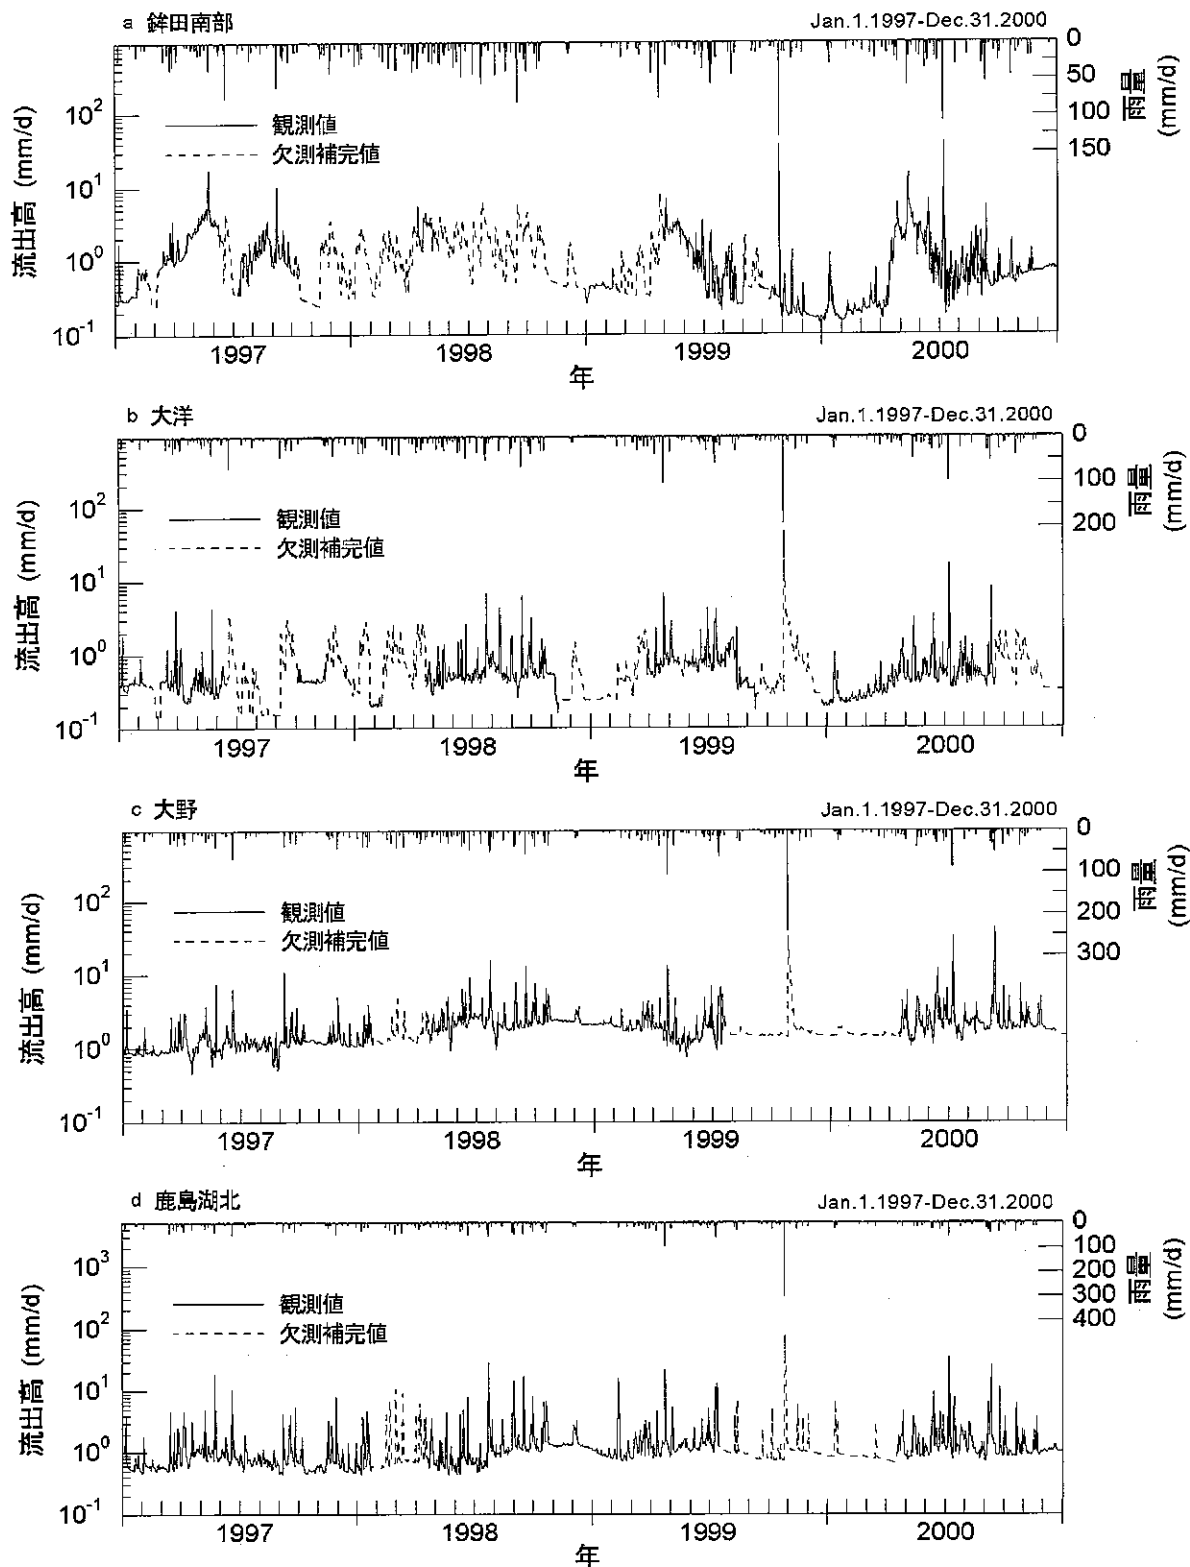 a 鉾田南部 Jan.1.1997-Dec.31.2000
流出高 (mm/d)
10² 10¹ 10⁰ 10⁻¹
観測値
欠測補完値
0 50 100 150
雨量 (mm/d)
1997 1998 1999 2000
年
b 大洋 Jan.1.1997-Dec.31.2000
流出高 (mm/d)
10² 10¹ 10⁰ 10⁻¹
観測値
欠測補完値
0 100 200
雨量 (mm/d)
1997 1998 1999 2000
年
c 大野 Jan.1.1997-Dec.31.2000
流出高 (mm/d)
10² 10¹ 10⁰ 10⁻¹
観測値
欠測補完値
0 100 200 300
雨量 (mm/d)
1997 1998 1999 2000
年
d 鹿島湖北 Jan.1.1997-Dec.31.2000
流出高 (mm/d)
10³ 10² 10¹ 10⁰ 10⁻¹
観測値
欠測補完値
0 100 200 300 400
雨量 (mm/d)
1997 1998 1999 2000
年